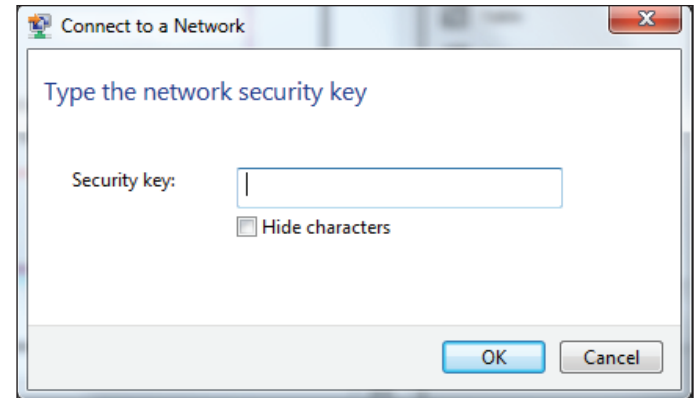 Connect to a Network
Type the network security key
Security key:
Hide characters
OK Cancel